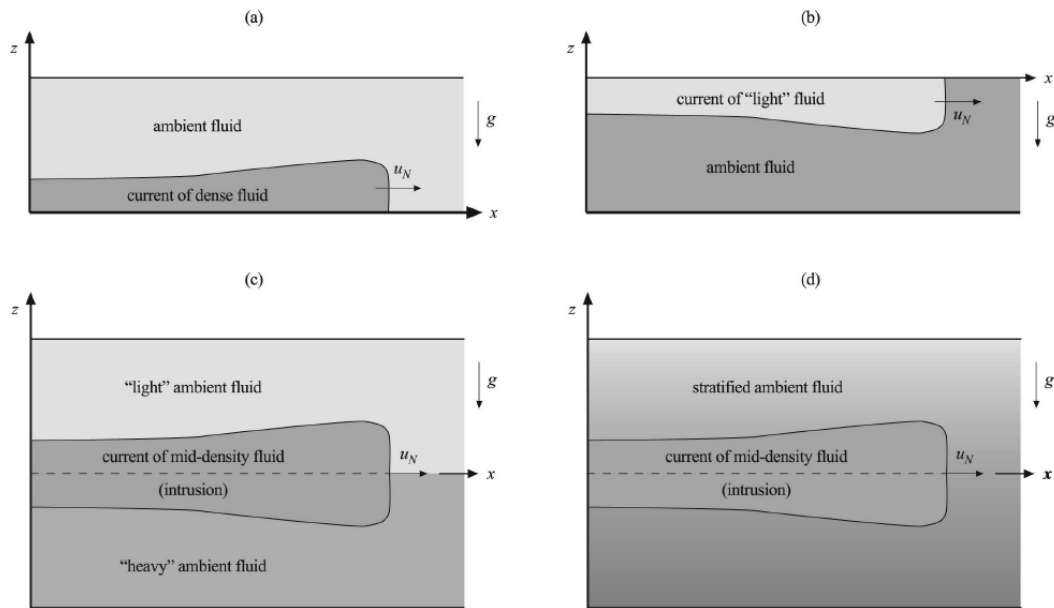 (a)
z
ambient fluid
g
u_N
current of dense fluid
x
(b)
z
x
current of "light" fluid
u_N
g
ambient fluid
(c)
z
"light" ambient fluid
g
current of mid-density fluid
u_N
x
(intrusion)
"heavy" ambient fluid
(d)
z
stratified ambient fluid
g
current of mid-density fluid
u_N
x
(intrusion)